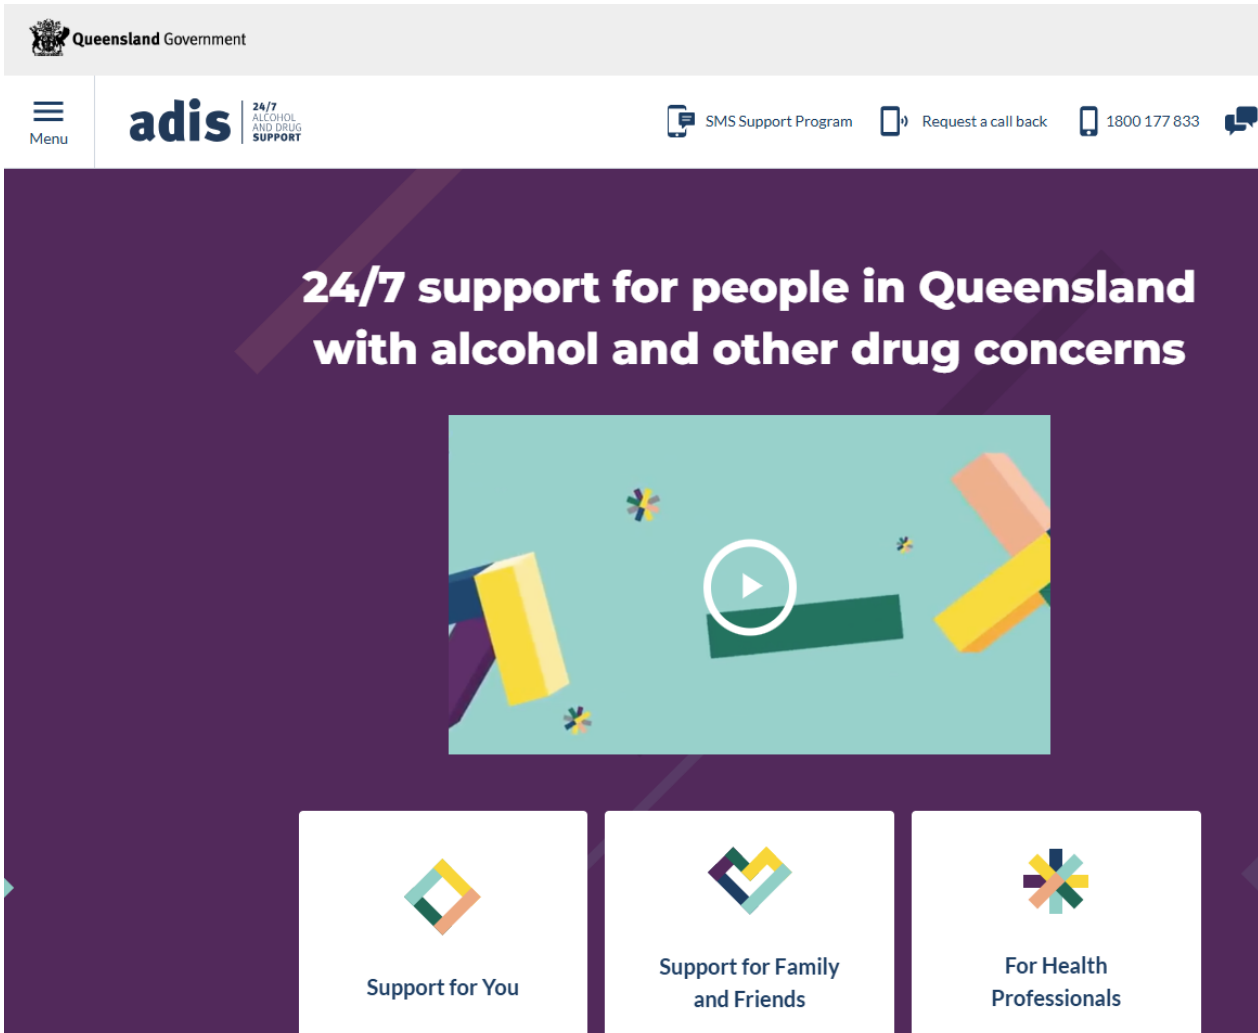 Queensland Government
Menu
adis
24/7
ALCOHOL
AND DRUG
SUPPORT
SMS Support Program
Request a call back
1800 177 833
24/7 support for people in Queensland
with alcohol and other drug concerns
Support for You
Support for Family
and Friends
For Health
Professionals